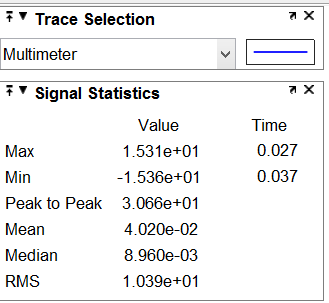 Trace Selection
Multimeter
Signal Statistics
Value Time
Max 1.531e+01 0.027
Min -1.536e+01 0.037
Peak to Peak 3.066e+01
Mean 4.020e-02
Median 8.960e-03
RMS 1.039e+01